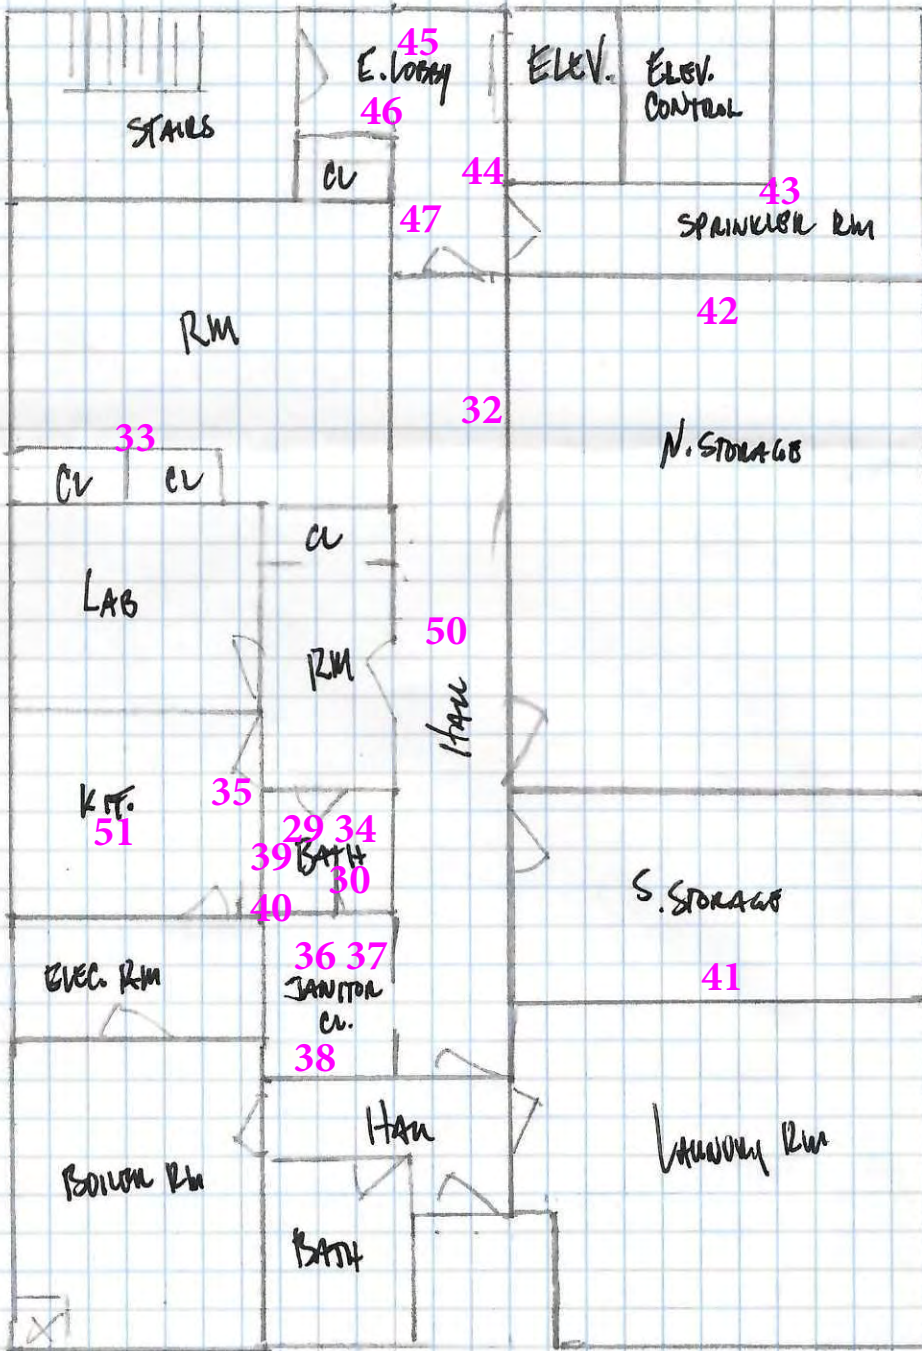 45
E. LOBBY
ELEV.
ELEV.
CONTROL
46
STAIRS
CL
44
43
47
SPRINKLER RM
42
RM
32
33
N. STORAGE
CL
CL
CL
LAB
50
RM
HALL
KIT.
35
51
29 34
39
BATH
30
S. STORAGE
40
36 37
41
ELEC. RM
JANITOR
CL.
38
HALL
LAUNDRY RM
BOILER RM
BATH